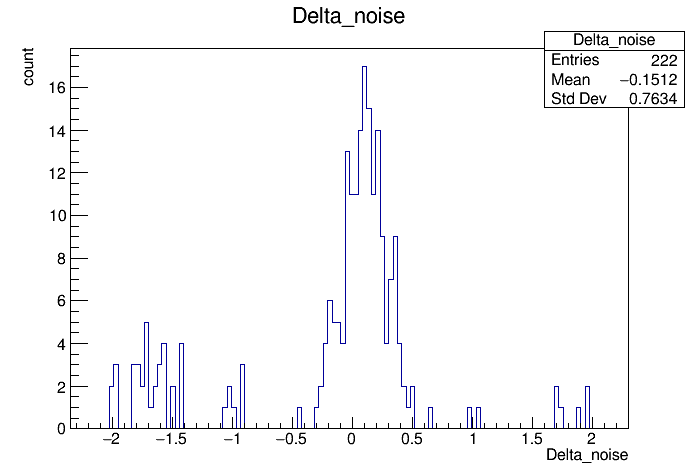 Delta_noise
Delta_noise
Entries 222
Mean −0.1512
Std Dev 0.7634
count
16
14
12
10
8
6
4
2
0
−2 −1.5 −1 −0.5 0 0.5 1 1.5 2
Delta_noise